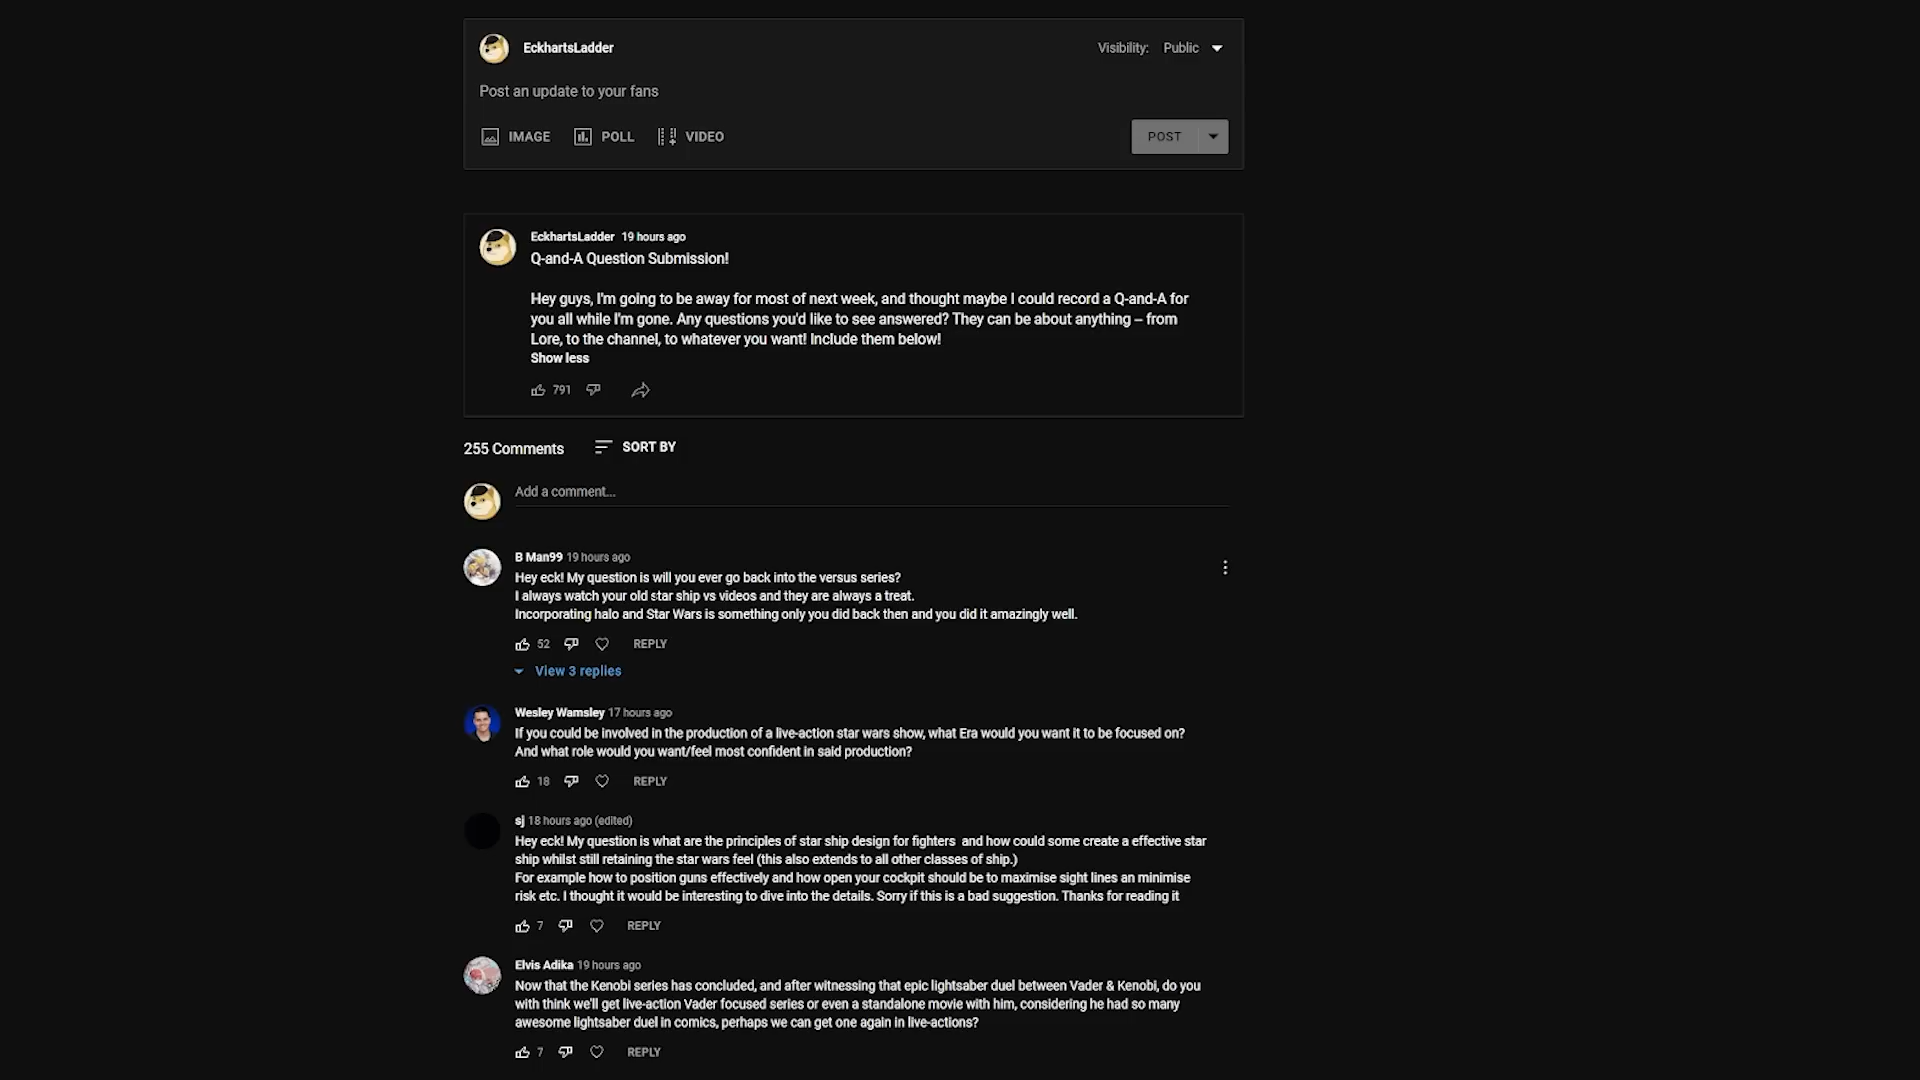 EckhartsLadder
Visibility: Public
Post an update to your fans
IMAGE POLL VIDEO
POST
EckhartsLadder 19 hours ago
Q-and-A Question Submission!
Hey guys, I'm going to be away for most of next week, and thought maybe I could record a Q-and-A for
you all while I'm gone. Any questions you'd like to see answered? They can be about anything – from
Lore, to the channel, to whatever you want! Include them below!
Show less
791
255 Comments SORT BY
Add a comment...
B Man99 19 hours ago
Hey eck! My question is will you ever go back into the versus series?
I always watch your old star ship vs videos and they are always a treat.
Incorporating halo and Star Wars is something only you did back then and you did it amazingly well.
52 REPLY
View 3 replies
Wesley Wamsley 17 hours ago
If you could be involved in the production of a live-action star wars show, what Era would you want it to be focused on?
And what role would you want/feel most confident in said production?
18 REPLY
sj 18 hours ago (edited)
Hey eck! My question is what are the principles of star ship design for fighters and how could some create a effective star
ship whilst still retaining the star wars feel (this also extends to all other classes of ship.)
For example how to position guns effectively and how open your cockpit should be to maximise sight lines an minimise
risk etc. I thought it would be interesting to dive into the details. Sorry if this is a bad suggestion. Thanks for reading it
7 REPLY
Elvis Adika 19 hours ago
Now that the Kenobi series has concluded, and after witnessing that epic lightsaber duel between Vader & Kenobi, do you
with think we'll get live-action Vader focused series or even a standalone movie with him, considering he had so many
awesome lightsaber duel in comics, perhaps we can get one again in live-actions?
7 REPLY